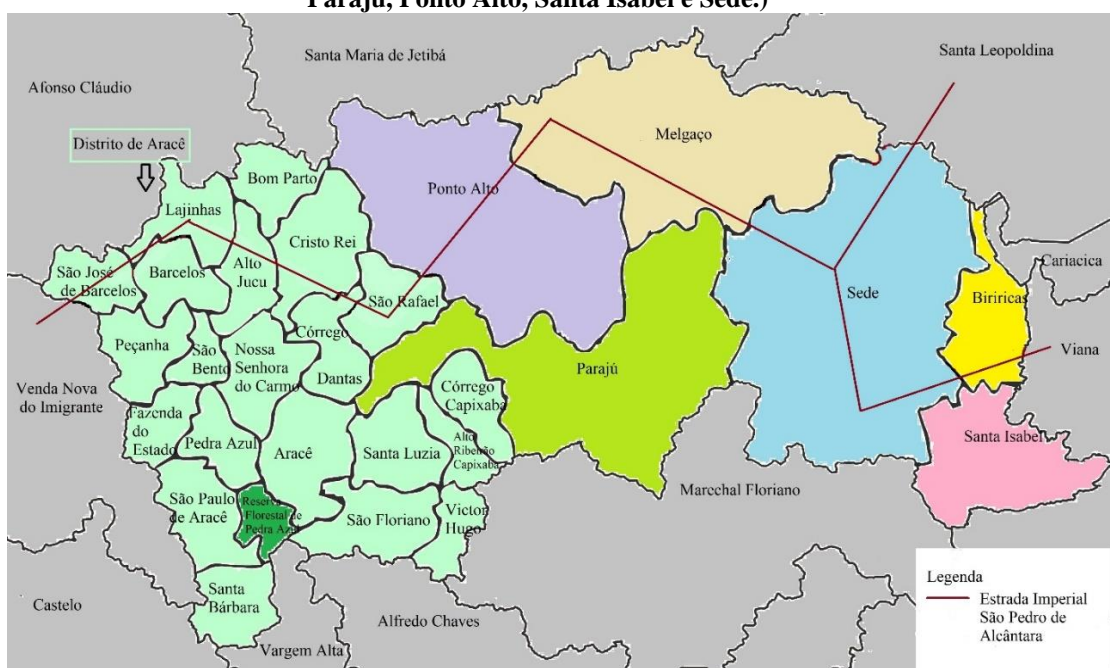 Parajú, Ponto Alto, Santa Isabel e Sede.)
Santa Maria de Jetibá
Santa Leopoldina
Afonso Cláudio
Distrito de Aracê
Melgaço
Bom Parto
Ponto Alto
Lajinhas
Cristo Rei
São José
de Barcelos
Barcelos
Alto
Jucu
São Rafael
Cariacica
Sede
Biriricas
Córrego
Dantas
Peçanha
São
Bento
Nossa
Senhora
do Carmo
Viana
Parajú
Venda Nova
do Imigrante
Córrego
Capixaba
Fazenda
do
Estado
Pedra Azul
Aracê
Santa Luzia
Alto
Ribeirão
Capixaba
Santa Isabel
Marechal Floriano
São Paulo
de Aracê
Reserva
Florestal de
Pedra Azul
São Floriano
Victor
Hugo
Santa
Bárbara
Castelo
Alfredo Chaves
Vargem Alta
Legenda
Estrada Imperial
São Pedro de
Alcântara